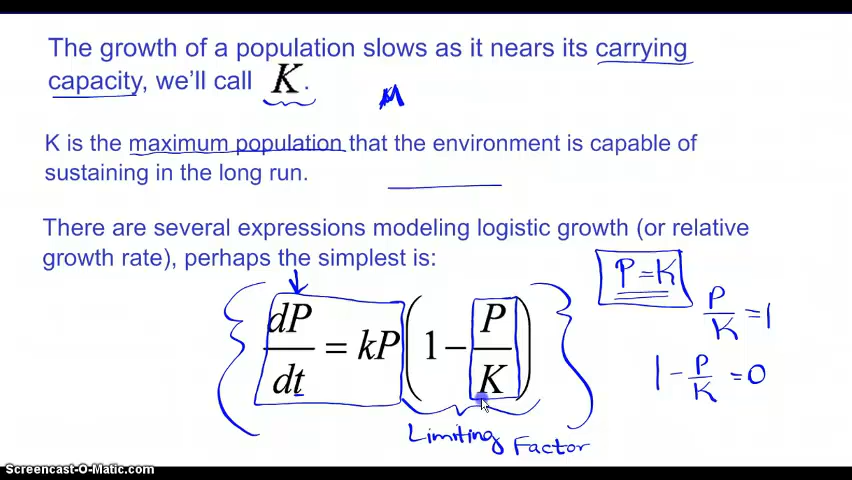 The growth of a population slows as it nears its carrying
capacity, we'll call K.
M
K is the maximum population that the environment is capable of
sustaining in the long run.
There are several expressions modeling logistic growth (or relative
growth rate), perhaps the simplest is:
P=K
dP/dt = kP(1 − P/K)
P/K = 1
1 − P/K = 0
Limiting Factor
Screencast-O-Matic.com